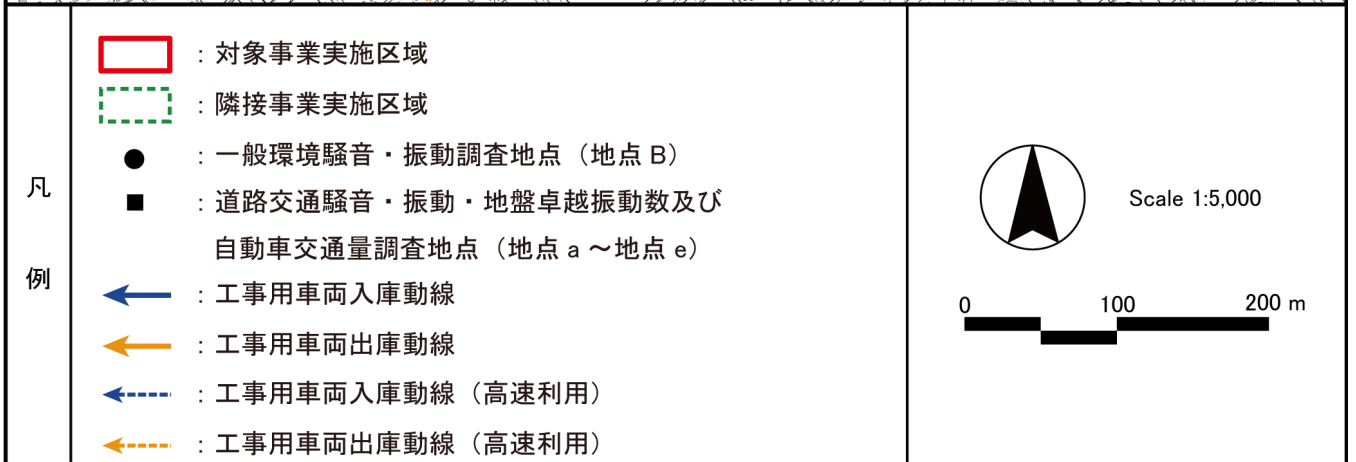 凡例
：対象事業実施区域
：隣接事業実施区域
：一般環境騒音・振動調査地点（地点 B）
：道路交通騒音・振動・地盤卓越振動数及び
自動車交通量調査地点（地点 a ～地点 e）
：工事用車両入庫動線
：工事用車両出庫動線
：工事用車両入庫動線（高速利用）
：工事用車両出庫動線（高速利用）
Scale 1:5,000
0 100 200 m